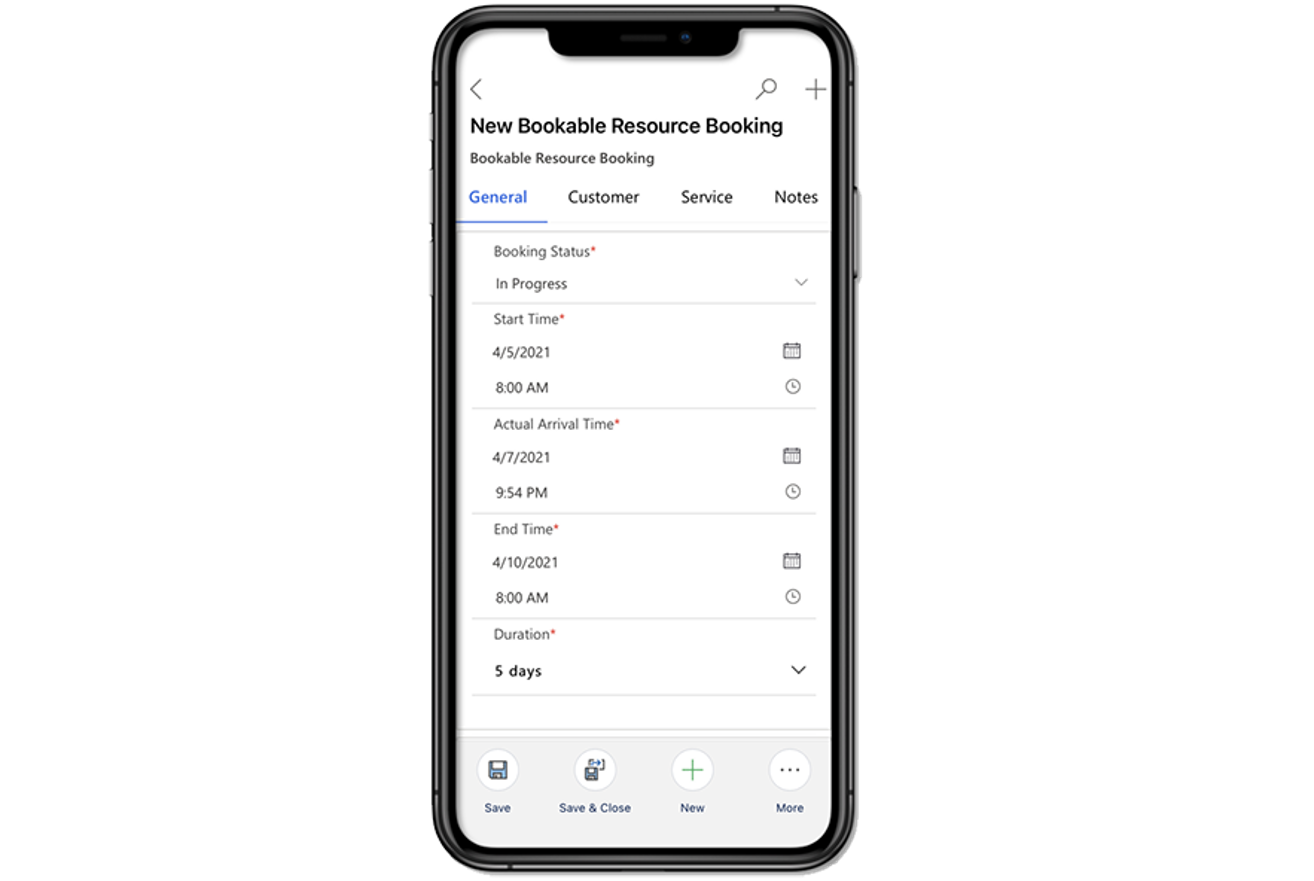 New Bookable Resource Booking
Bookable Resource Booking
General Customer Service Notes
Booking Status*
In Progress
Start Time*
4/5/2021
8:00 AM
Actual Arrival Time*
4/7/2021
9:54 PM
End Time*
4/10/2021
8:00 AM
Duration*
5 days
Save Save & Close New More